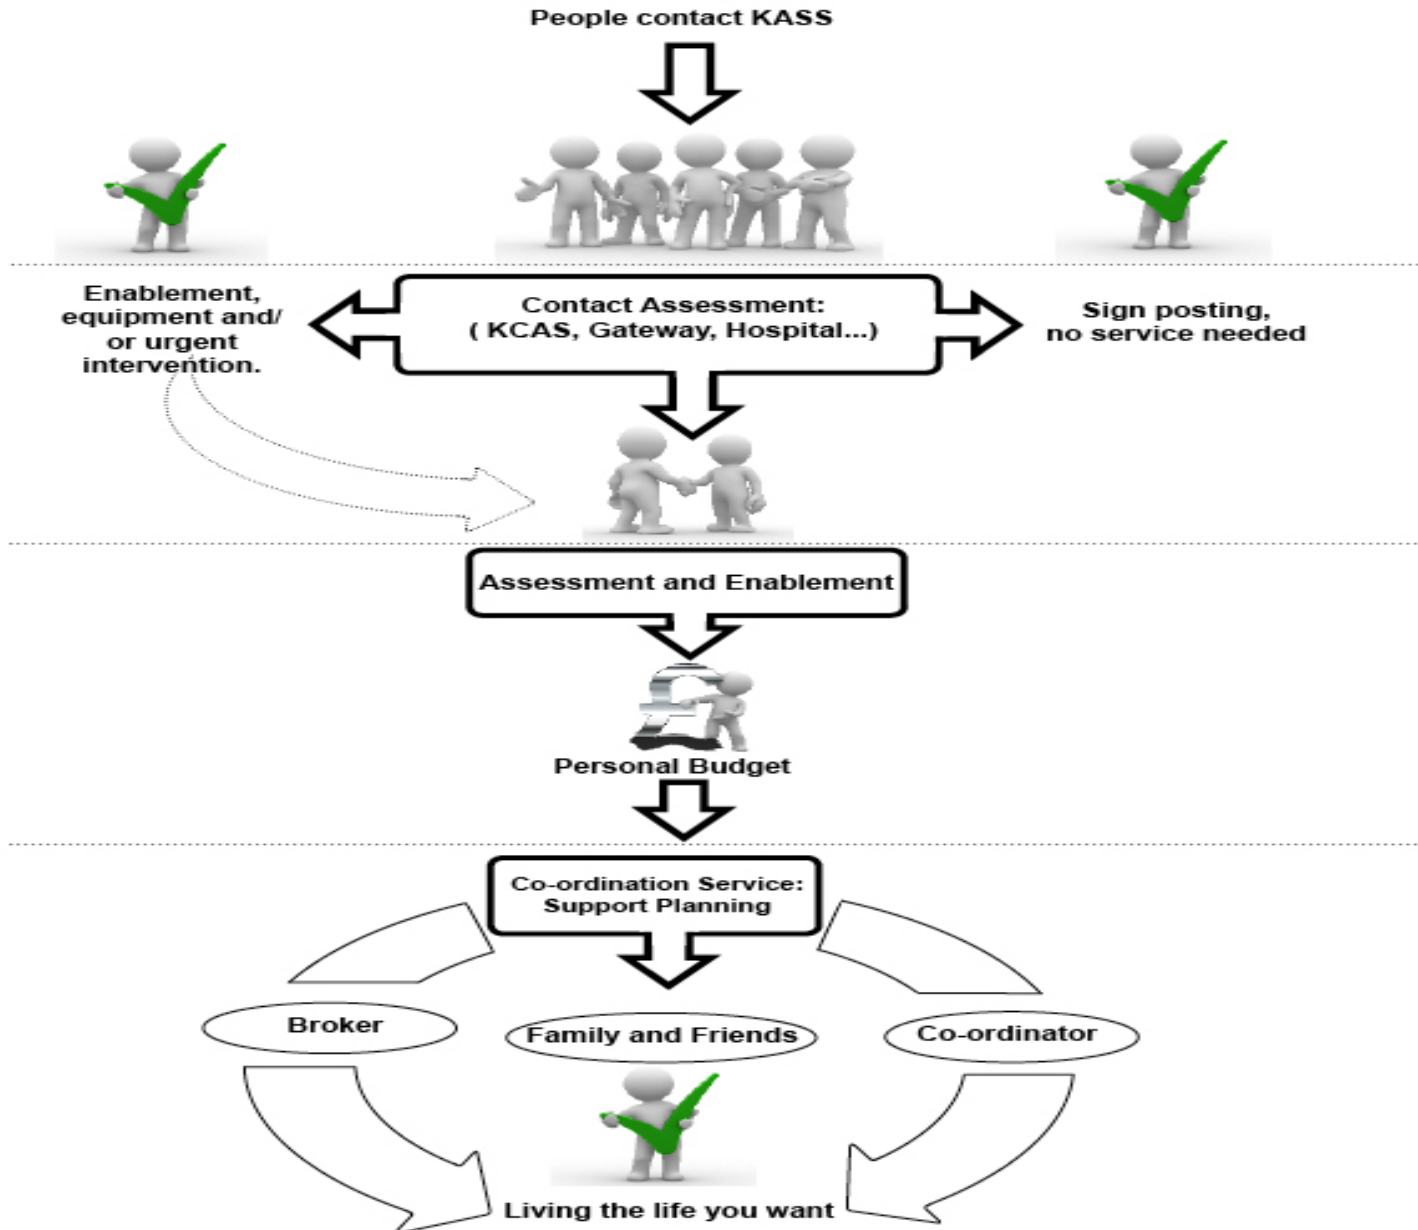 People contact KASS
Enablement,
equipment and/
or urgent
intervention.
Contact Assessment:
( KCAS, Gateway, Hospital...)
Sign posting,
no service needed
Assessment and Enablement
Personal Budget
Co-ordination Service:
Support Planning
Broker
Family and Friends
Co-ordinator
Living the life you want